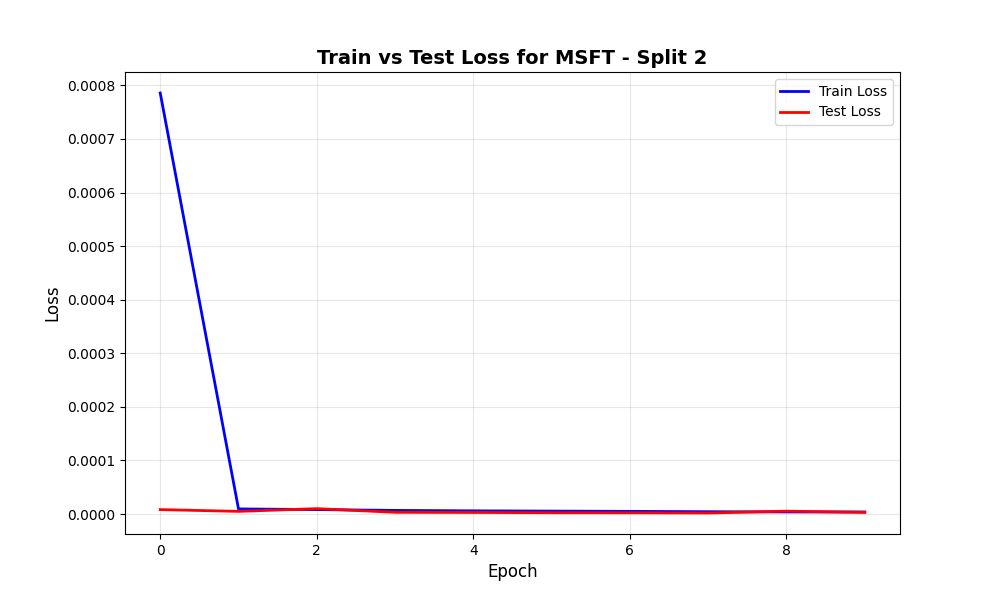 Train vs Test Loss for MSFT - Split 2
Train Loss
Test Loss
0.0008
0.0007
0.0006
0.0005
0.0004
0.0003
0.0002
0.0001
0.0000
Loss
0 2 4 6 8
Epoch